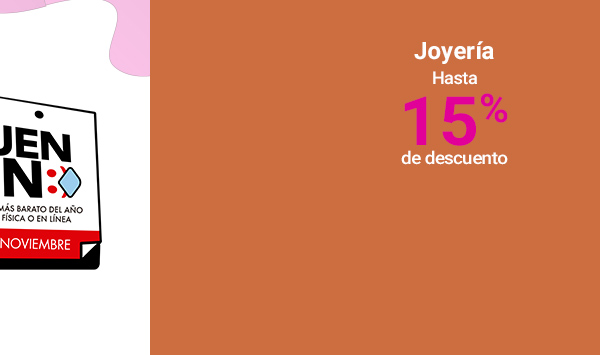 UEN
N
MÁS BARATO DEL AÑO
FÍSICA O EN LÍNEA
NOVIEMBRE
Joyería
Hasta
15%
de descuento